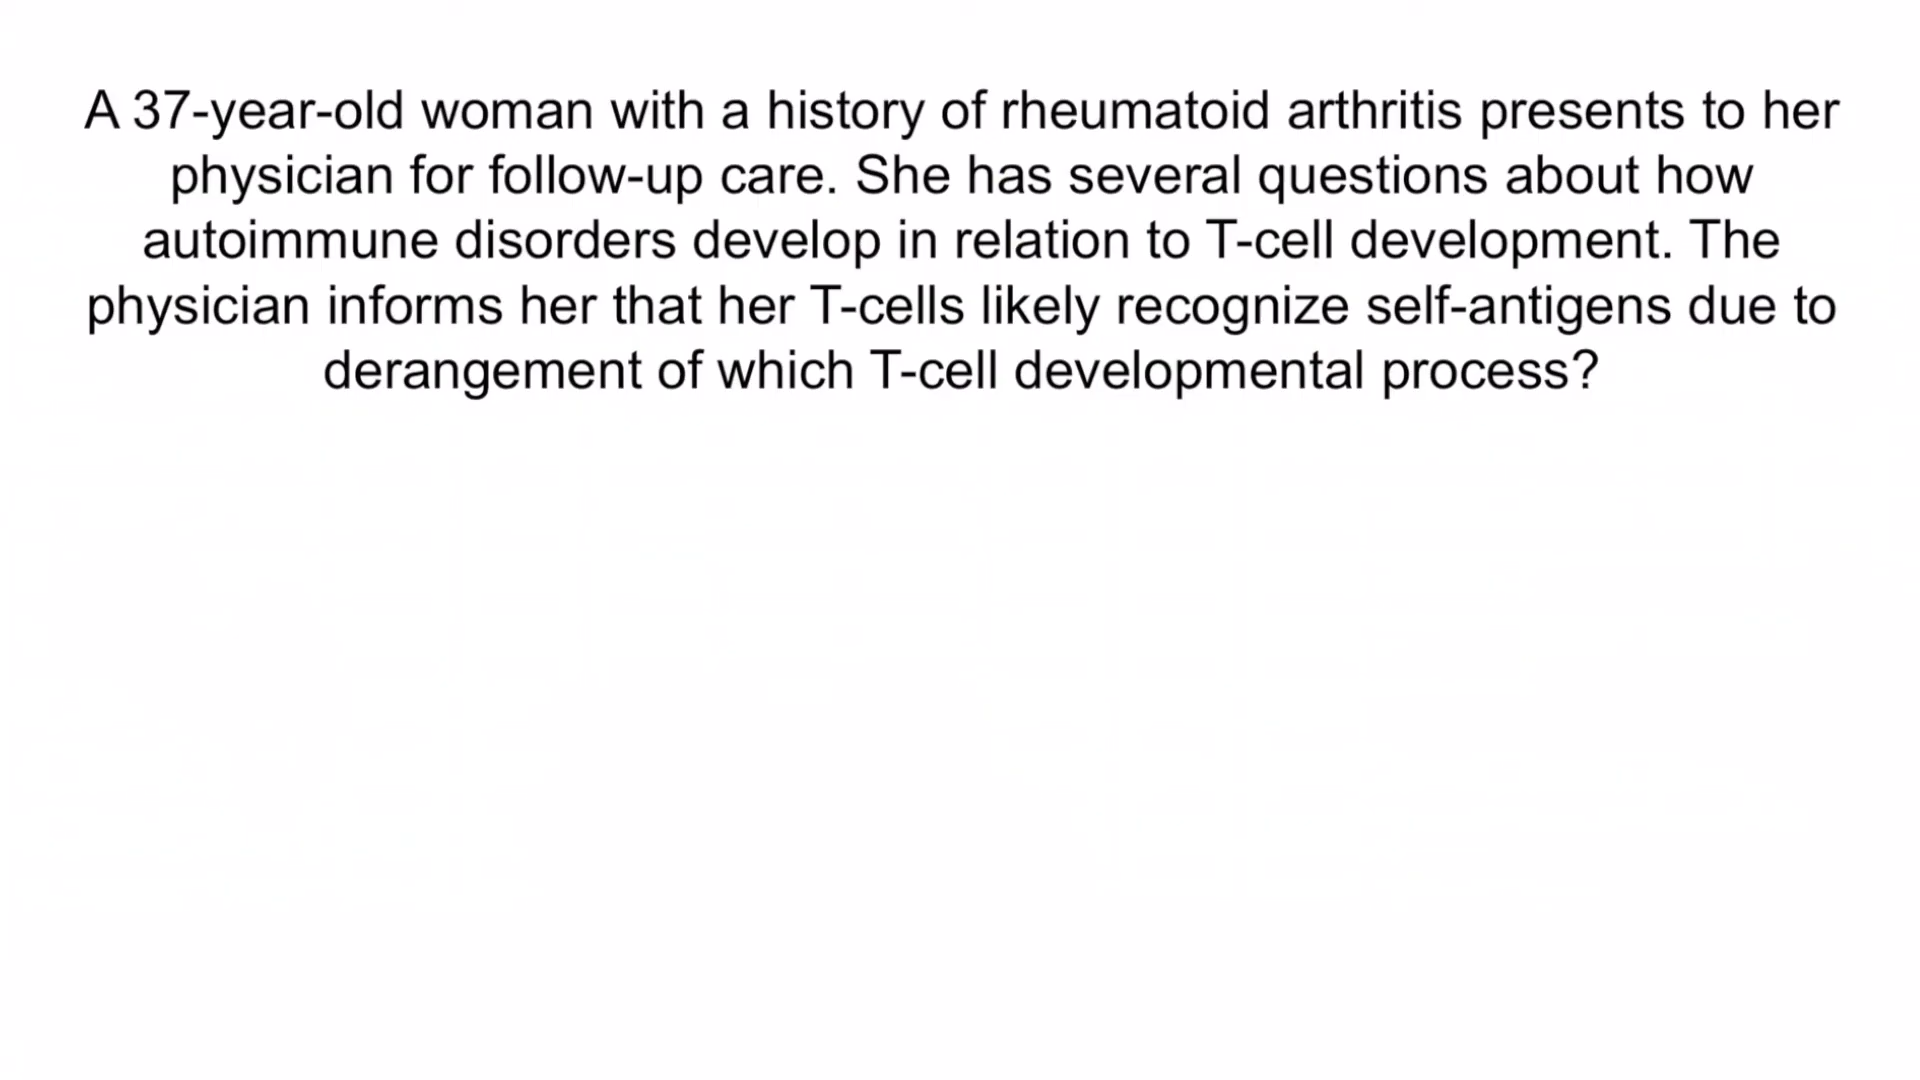 A 37-year-old woman with a history of rheumatoid arthritis presents to her
physician for follow-up care. She has several questions about how
autoimmune disorders develop in relation to T-cell development. The
physician informs her that her T-cells likely recognize self-antigens due to
derangement of which T-cell developmental process?